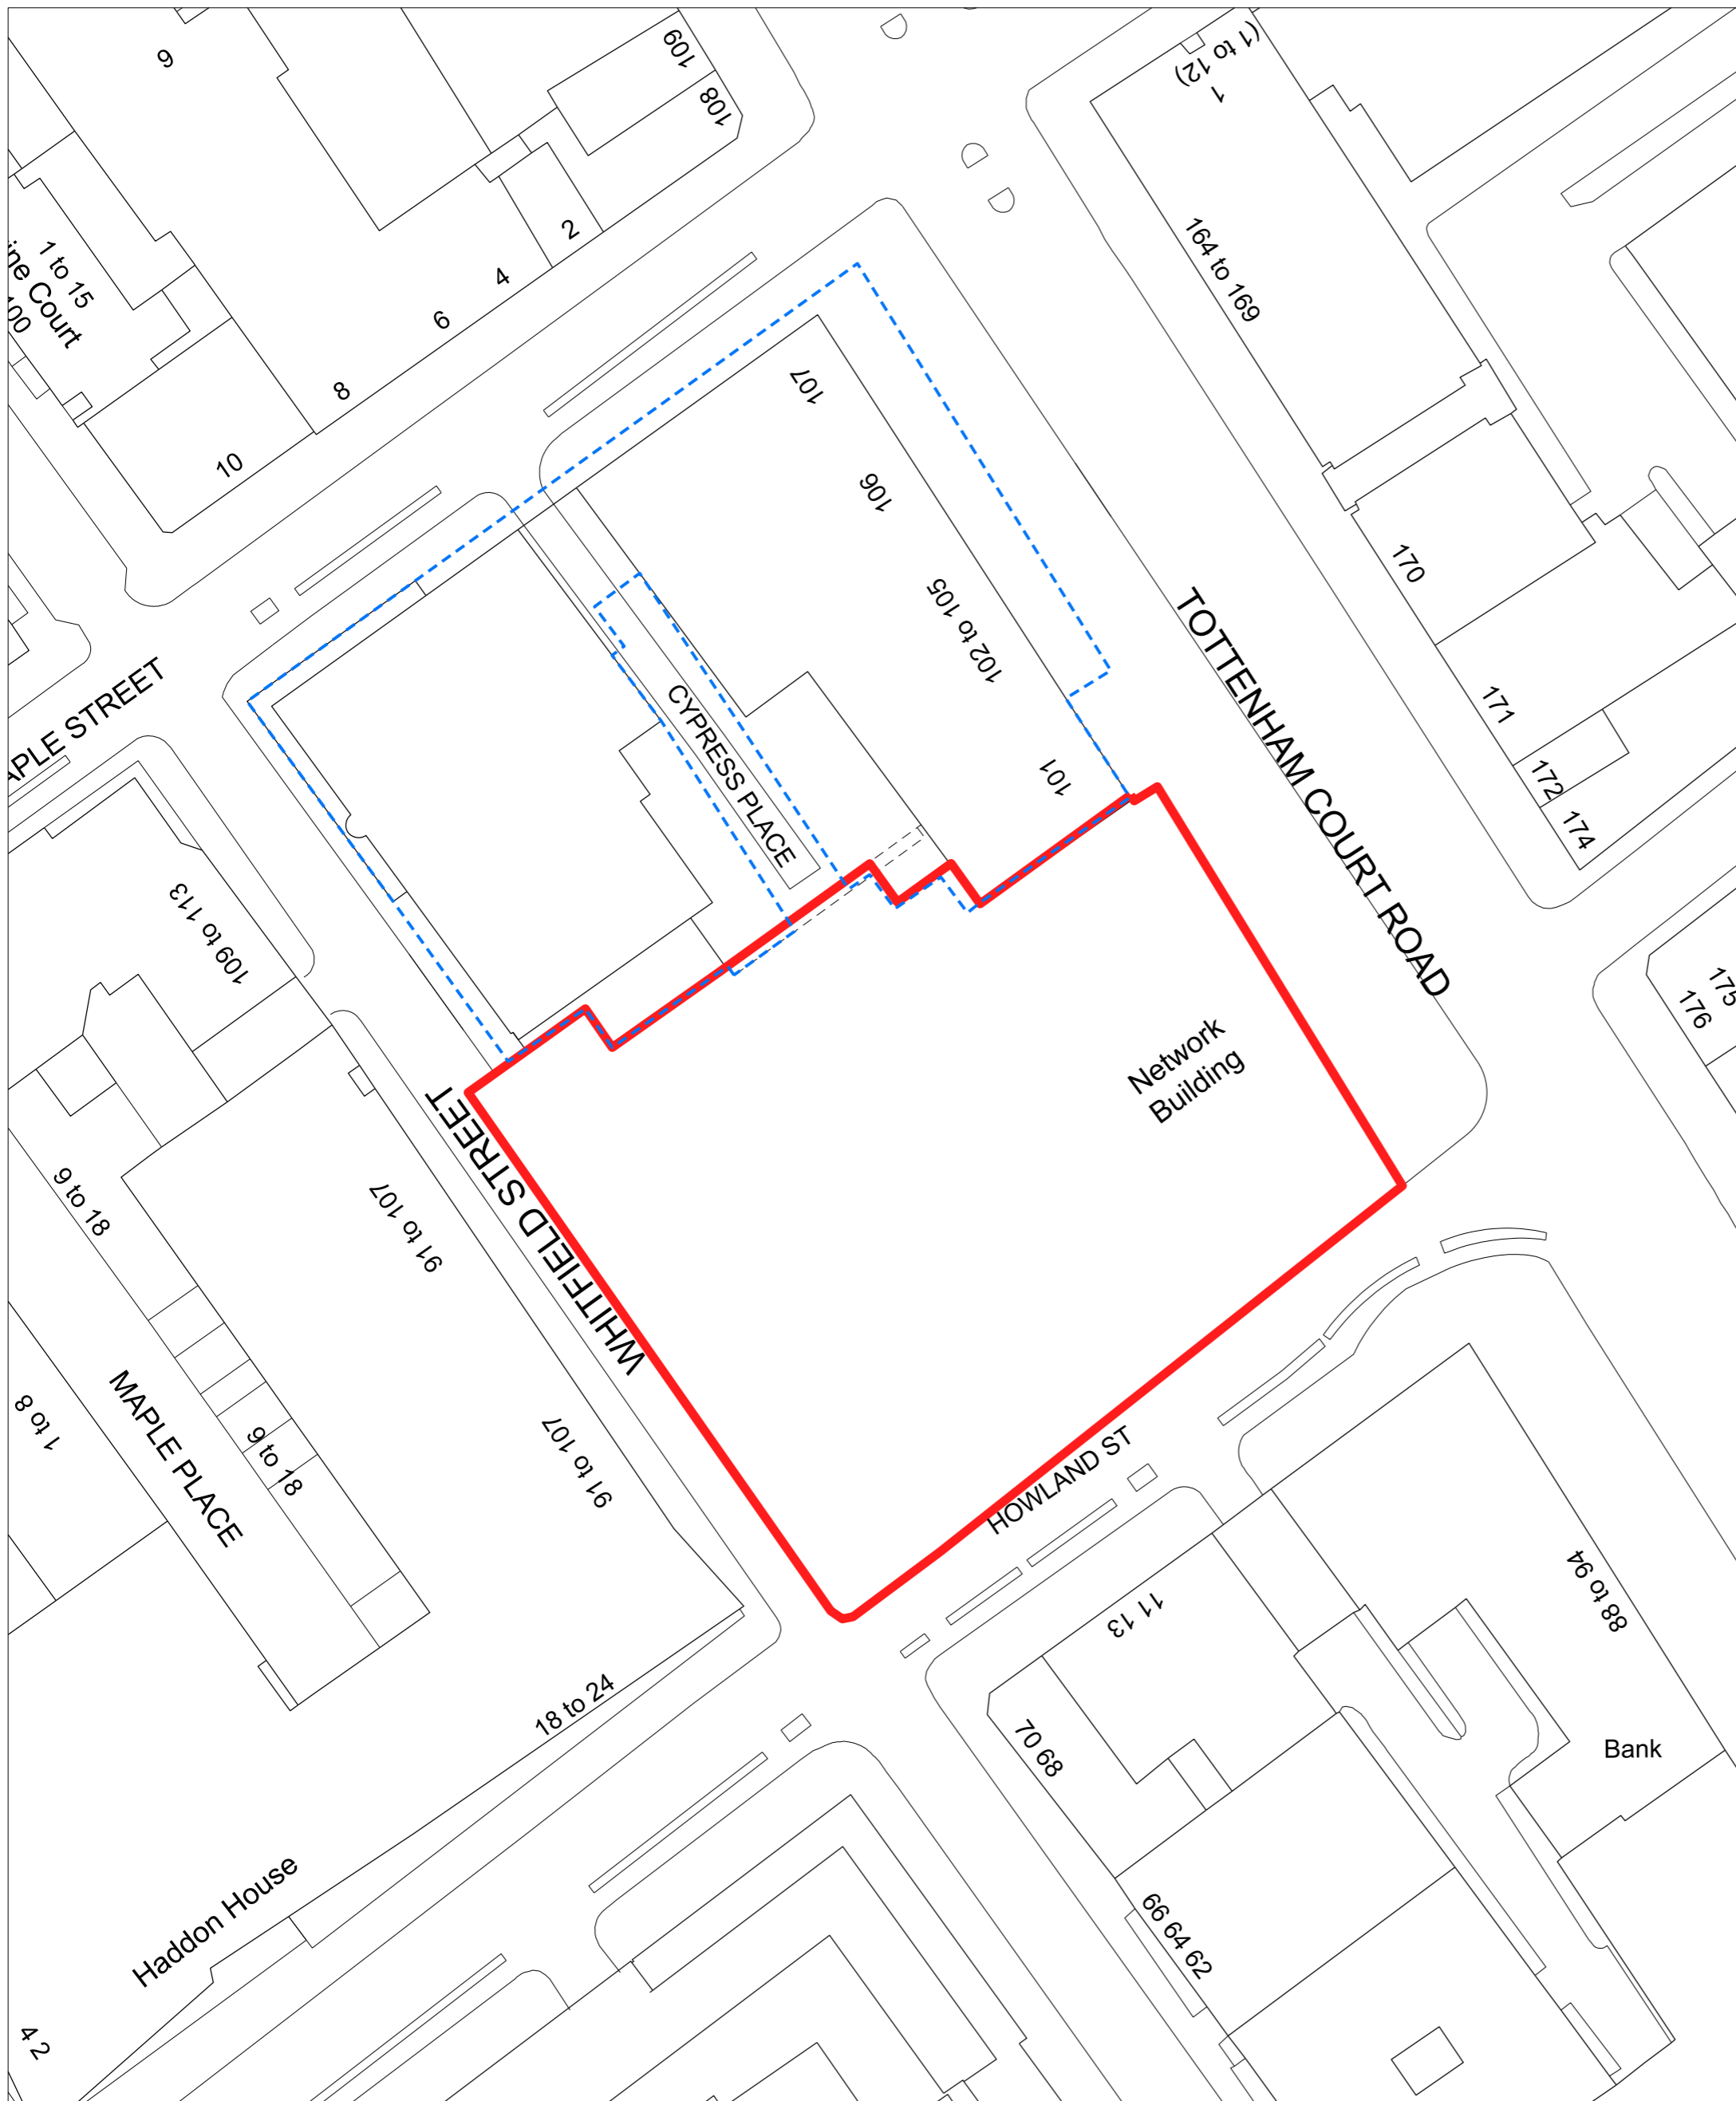 9
109
108
1 to 12)
(1 to
1
2
4
6
8
10
1 to 15
ine Court
100
164 to 169
107
106
102 to 105
101
170
171
172
174
175
176
TOTTENHAM COURT ROAD
CYPRESS PLACE
APLE STREET
109 to 113
Network
Building
WHITFIELD STREET
9 to 18
91 to 107
1 to 8
MAPLE PLACE
9 to 18
91 to 107
HOWLAND ST
11 13
88 to 94
18 to 24
70 68
Bank
Haddon House
66 64 62
4 2